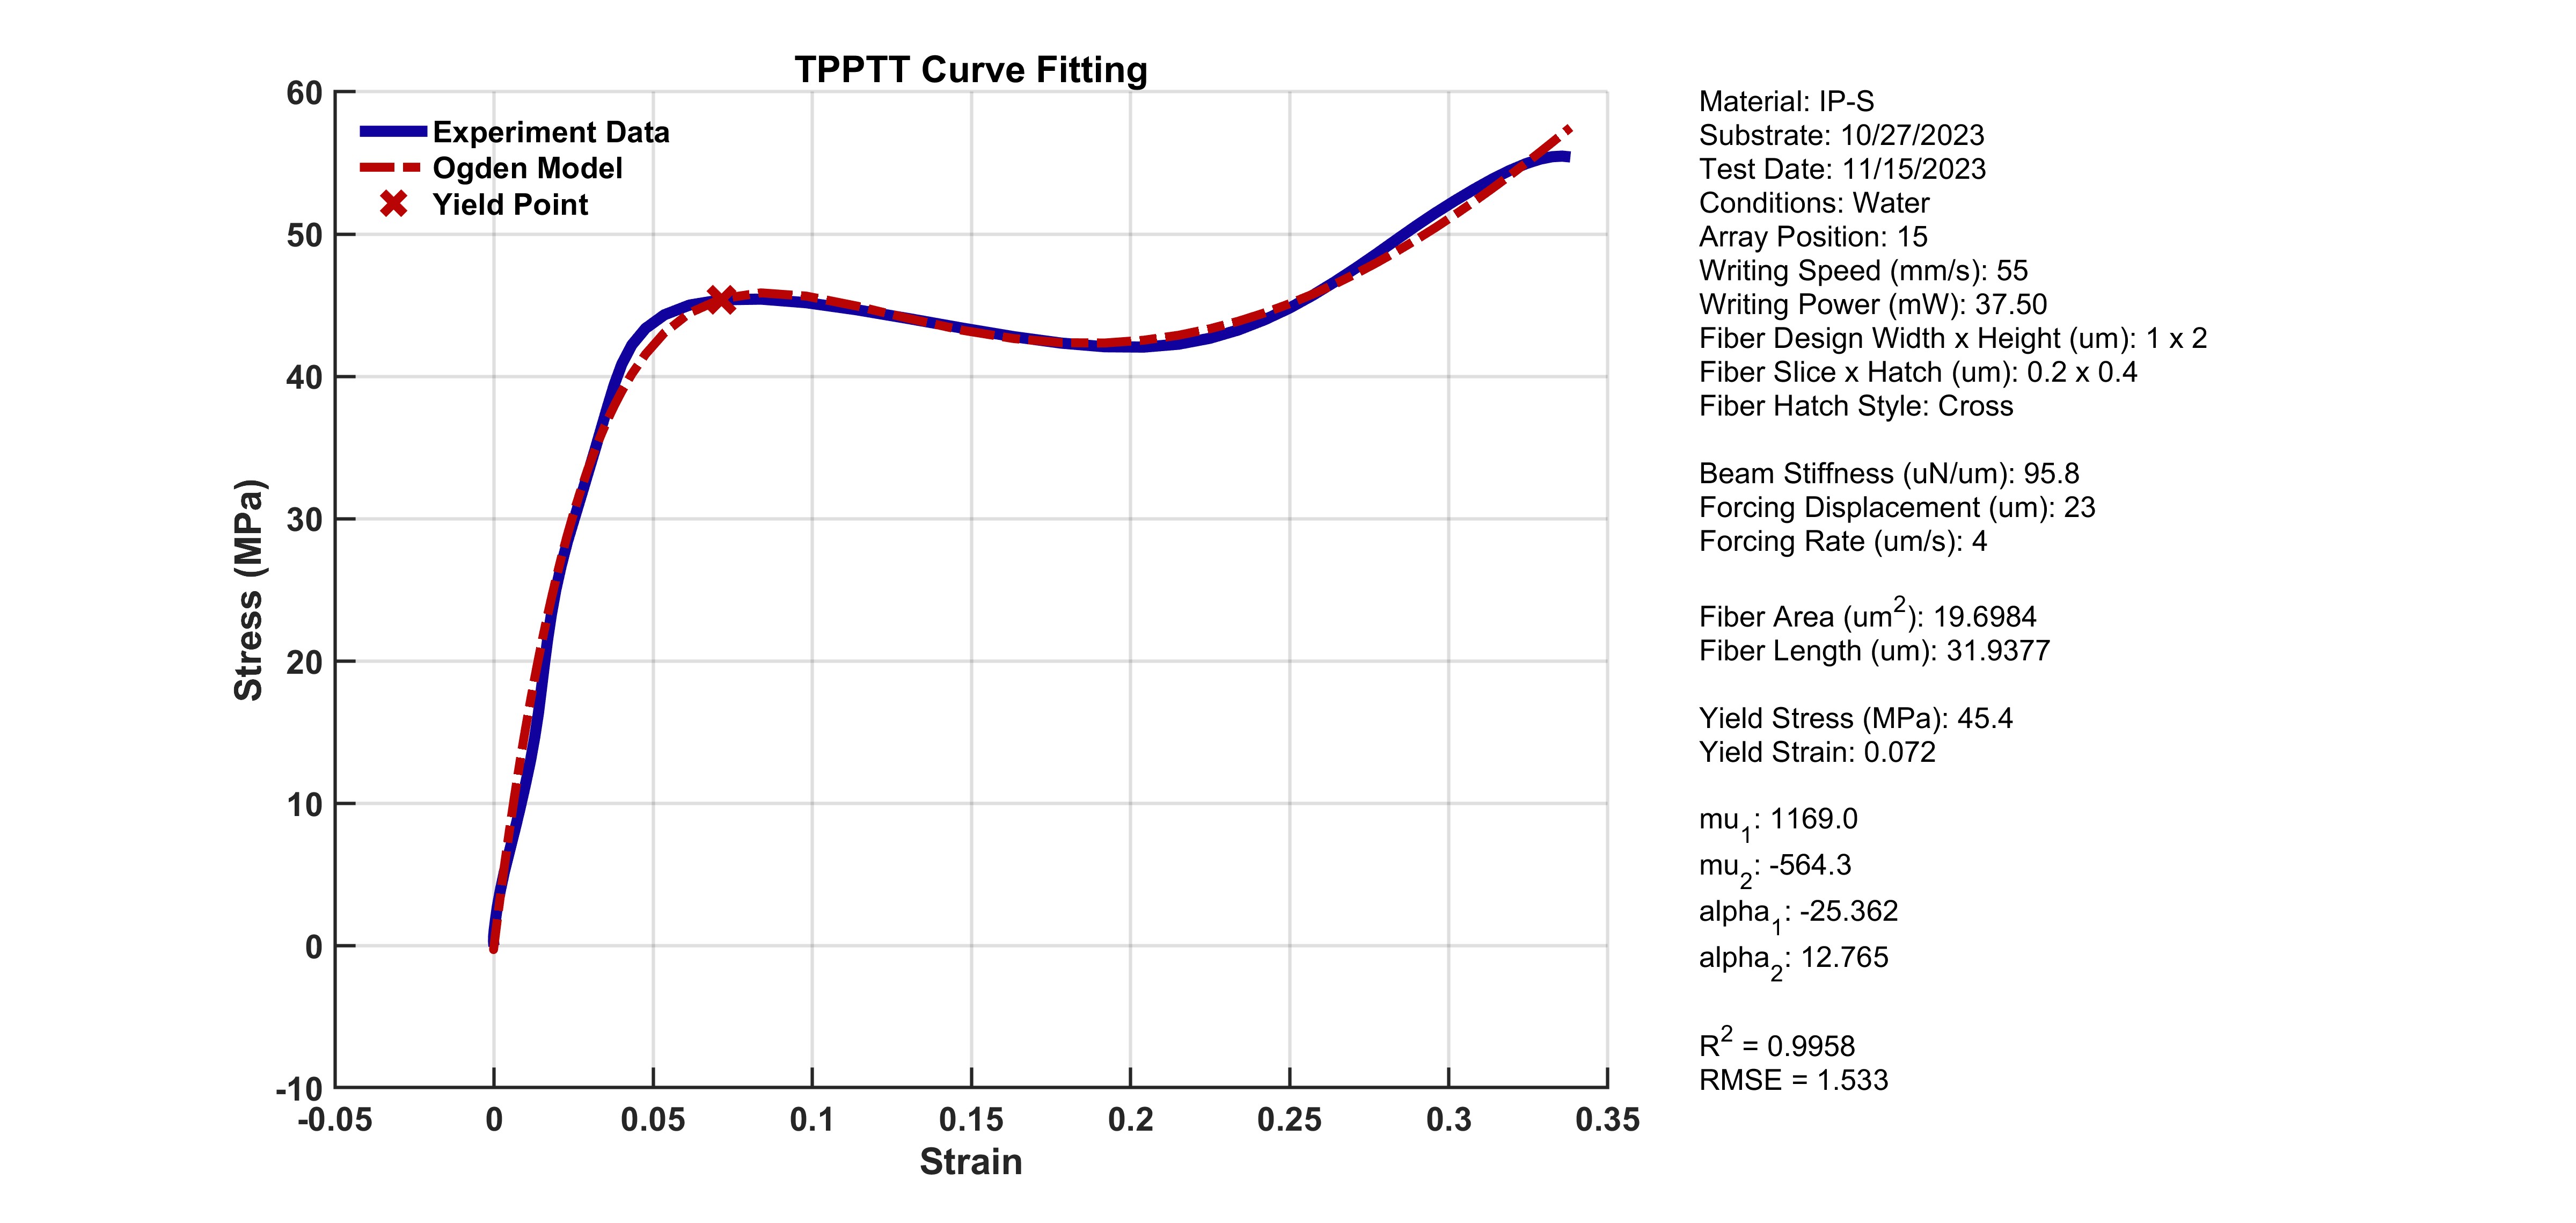 TPPTT Curve Fitting
60
50
40
30
20
10
0
-10
Stress (MPa)
Experiment Data
Ogden Model
Yield Point
-0.05
0
0.05
0.1
0.15
0.2
0.25
0.3
0.35
Strain
Material: IP-S
Substrate: 10/27/2023
Test Date: 11/15/2023
Conditions: Water
Array Position: 15
Writing Speed (mm/s): 55
Writing Power (mW): 37.50
Fiber Design Width x Height (um): 1 x 2
Fiber Slice x Hatch (um): 0.2 x 0.4
Fiber Hatch Style: Cross
Beam Stiffness (uN/um): 95.8
Forcing Displacement (um): 23
Forcing Rate (um/s): 4
Fiber Area (um²): 19.6984
Fiber Length (um): 31.9377
Yield Stress (MPa): 45.4
Yield Strain: 0.072
mu₁: 1169.0
mu₂: -564.3
alpha₁: -25.362
alpha₂: 12.765
R² = 0.9958
RMSE = 1.533